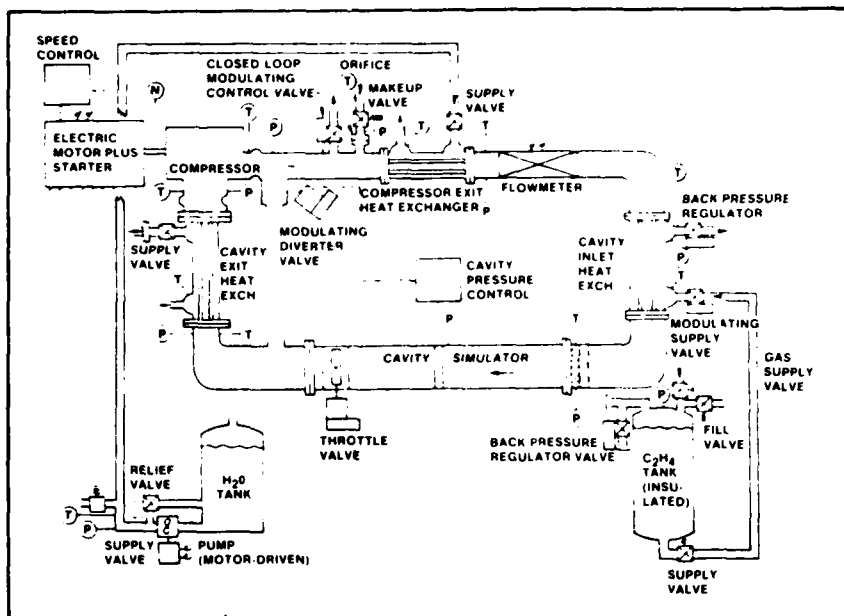 SPEED
CONTROL
N
ELECTRIC
MOTOR PLUS
STARTER
CLOSED LOOP
MODULATING
CONTROL VALVE
ORIFICE
T
MAKEUP
VALVE
P
SUPPLY
VALVE
T
P
T
T
COMPRESSOR
T
P
COMPRESSOR EXIT
HEAT EXCHANGER
P
FLOWMETER
T
BACK PRESSURE
REGULATOR
MODULATING
DIVERTER
VALVE
SUPPLY
VALVE
CAVITY
EXIT
HEAT
EXCH
T
CAVITY
PRESSURE
CONTROL
CAVITY
INLET
HEAT
EXCH
P
T
MODULATING
SUPPLY
VALVE
GAS
SUPPLY
VALVE
P
T
P
T
CAVITY SIMULATOR
THROTTLE
VALVE
P
P
BACK PRESSURE
REGULATOR VALVE
FILL
VALVE
RELIEF
VALVE
H2O
TANK
C2H4
TANK
(INSU-
LATED)
T
P
SUPPLY
VALVE
PUMP
(MOTOR-DRIVEN)
SUPPLY
VALVE